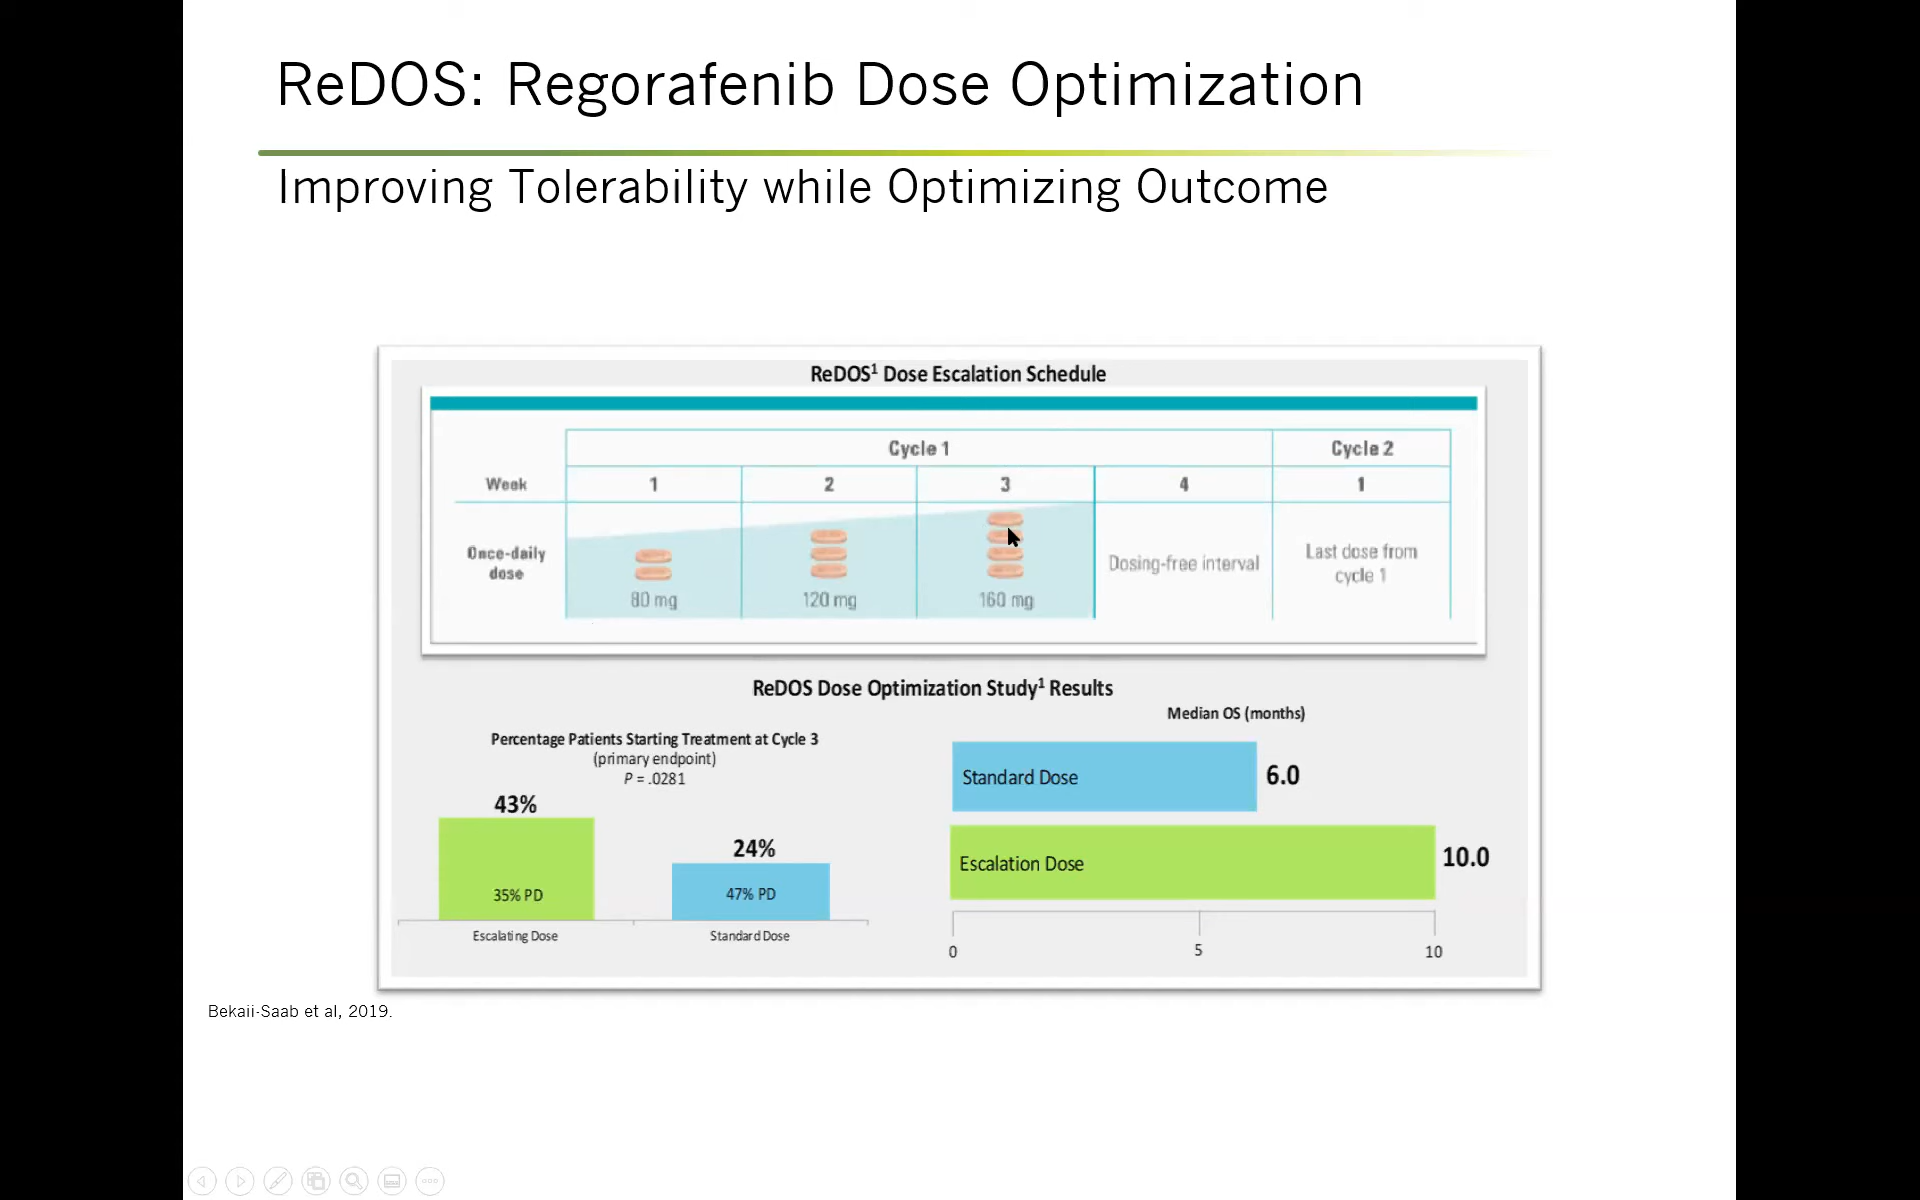 ReDOS: Regorafenib Dose Optimization
Improving Tolerability while Optimizing Outcome
ReDOS1 Dose Escalation Schedule
Cycle 1 Cycle 2
Week 1 2 3 4 1
Once-daily dose
80 mg 120 mg 160 mg
Dosing-free interval
Last dose from cycle 1
ReDOS Dose Optimization Study1 Results
Percentage Patients Starting Treatment at Cycle 3
(primary endpoint)
P = .0281
43%
35% PD
Escalating Dose
24%
47% PD
Standard Dose
Median OS (months)
Standard Dose 6.0
Escalation Dose 10.0
0 5 10
Bekaii-Saab et al, 2019.